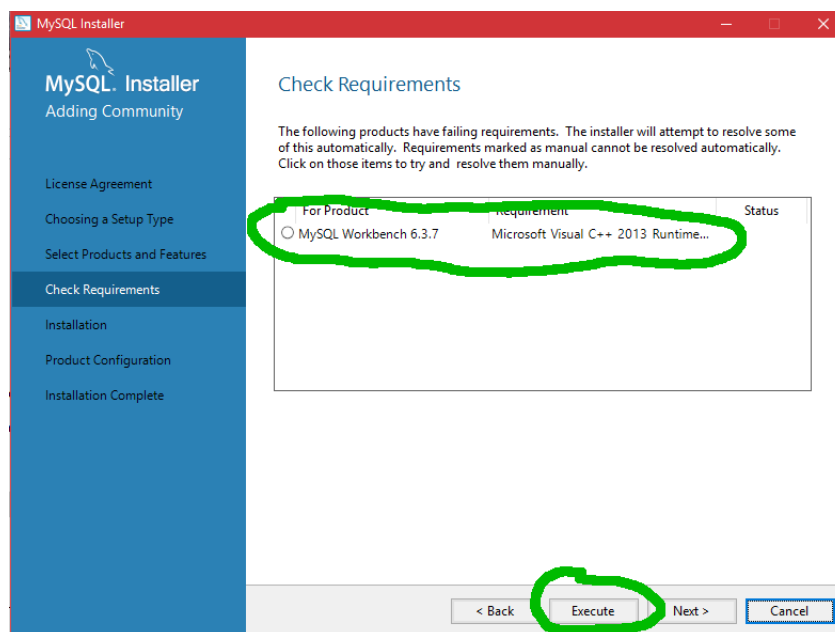 MySQL Installer
MySQL. Installer
Adding Community
License Agreement
Choosing a Setup Type
Select Products and Features
Check Requirements
Installation
Product Configuration
Installation Complete
Check Requirements
The following products have failing requirements. The installer will attempt to resolve some
of this automatically. Requirements marked as manual cannot be resolved automatically.
Click on those items to try and resolve them manually.
For Product Requirement Status
MySQL Workbench 6.3.7 Microsoft Visual C++ 2013 Runtime...
< Back Execute Next > Cancel